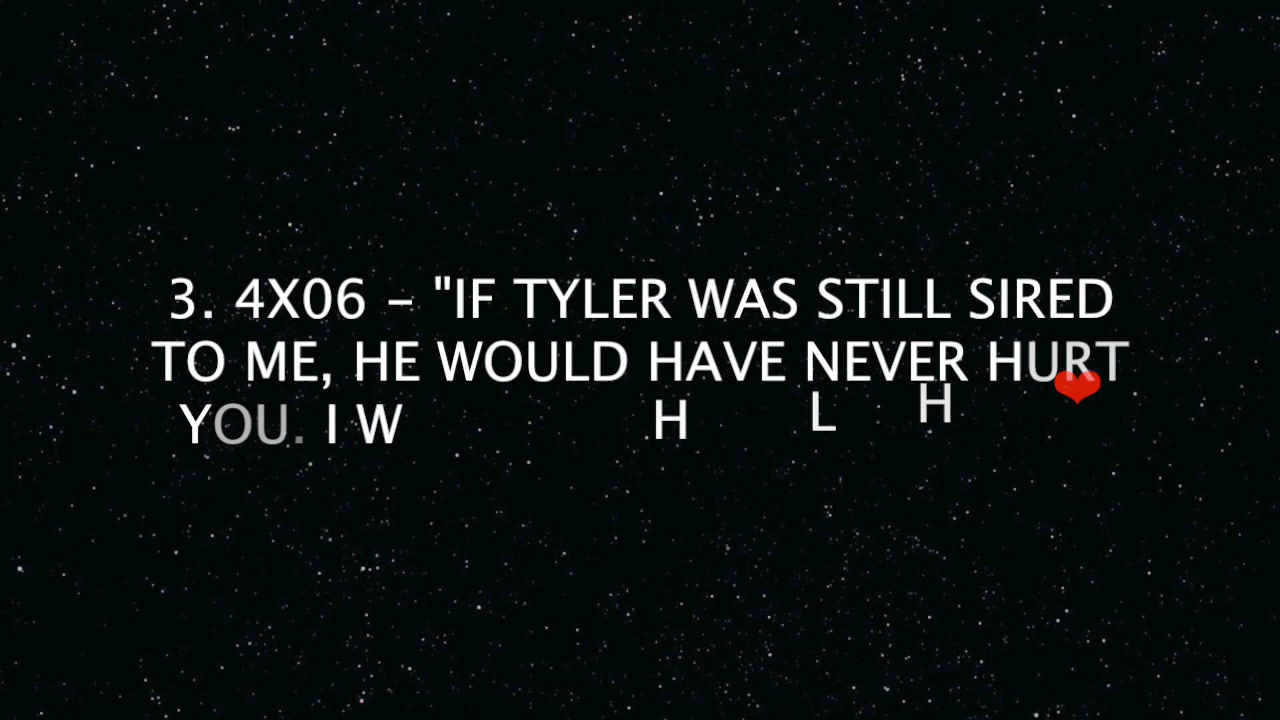 3. 4X06 – "IF TYLER WAS STILL SIRED
TO ME, HE WOULD HAVE NEVER HURT
YOU. I W H L H